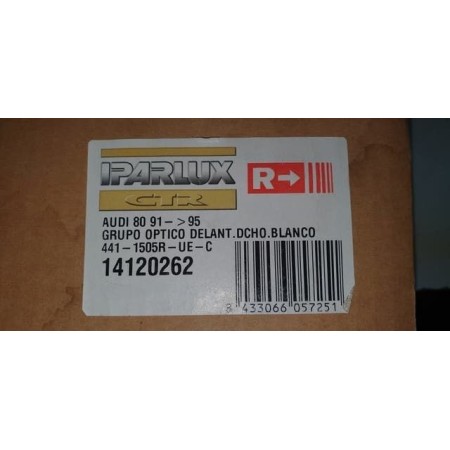 IPARLUX
CTR
R→
AUDI 80 91->95
GRUPO OPTICO DELANT.DCHO.BLANCO
441-1505R-UE-C
14120262
8 433066 057251